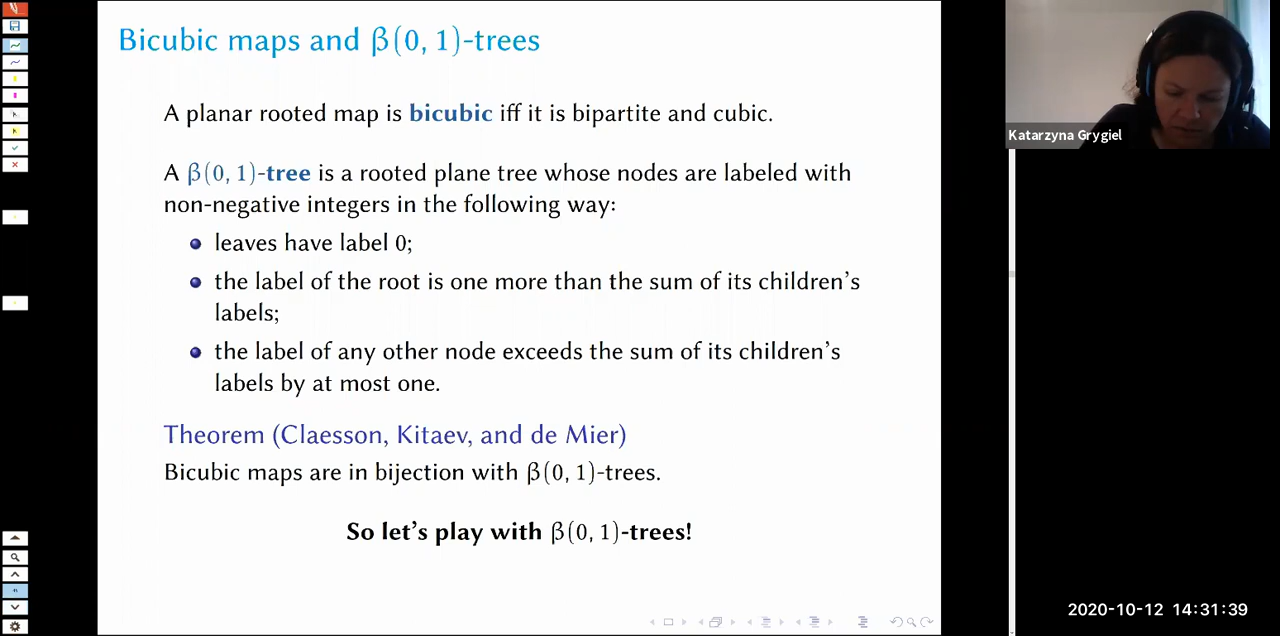 Bicubic maps and β(0, 1)-trees
A planar rooted map is bicubic iff it is bipartite and cubic.
A β(0, 1)-tree is a rooted plane tree whose nodes are labeled with
non-negative integers in the following way:
leaves have label 0;
the label of the root is one more than the sum of its children's
labels;
the label of any other node exceeds the sum of its children's
labels by at most one.
Theorem (Claesson, Kitaev, and de Mier)
Bicubic maps are in bijection with β(0, 1)-trees.
So let's play with β(0, 1)-trees!
Katarzyna Grygiel
2020-10-12 14:31:39